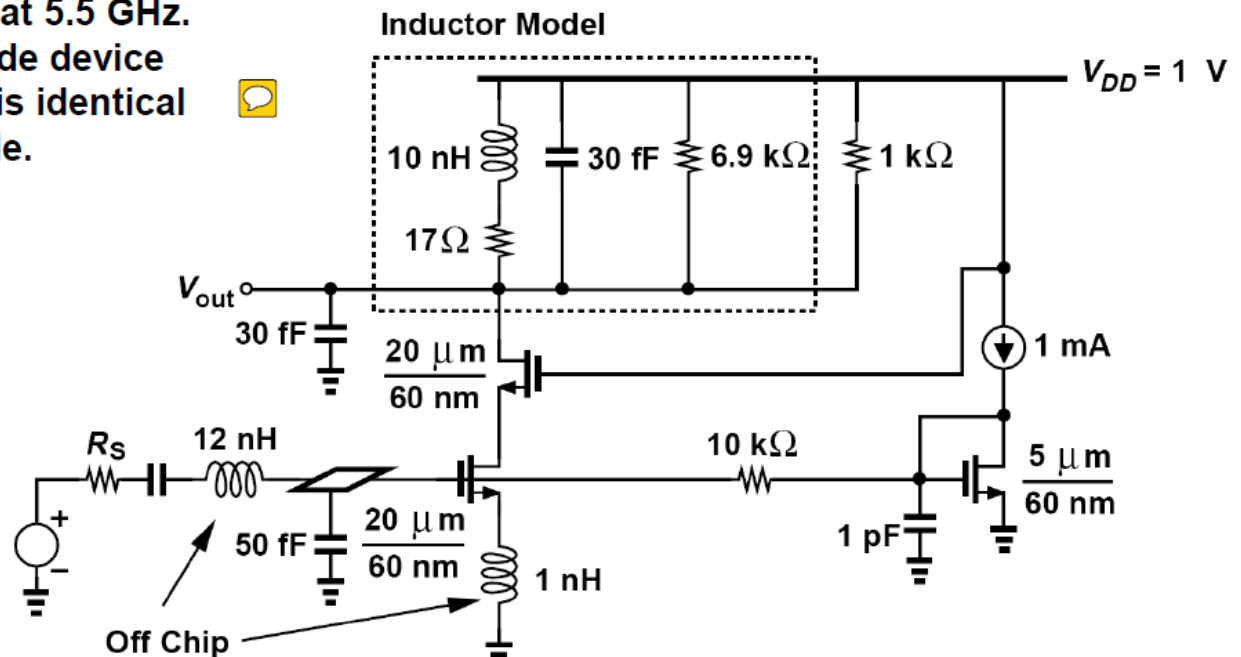 at 5.5 GHz.
de device
is identical
le.
Inductor Model
V_DD = 1 V
10 nH
30 fF
6.9 kΩ
1 kΩ
17Ω
V_out
30 fF
20 μm
60 nm
1 mA
R_S
12 nH
10 kΩ
5 μm
60 nm
50 fF
20 μm
60 nm
1 pF
1 nH
Off Chip
+
−